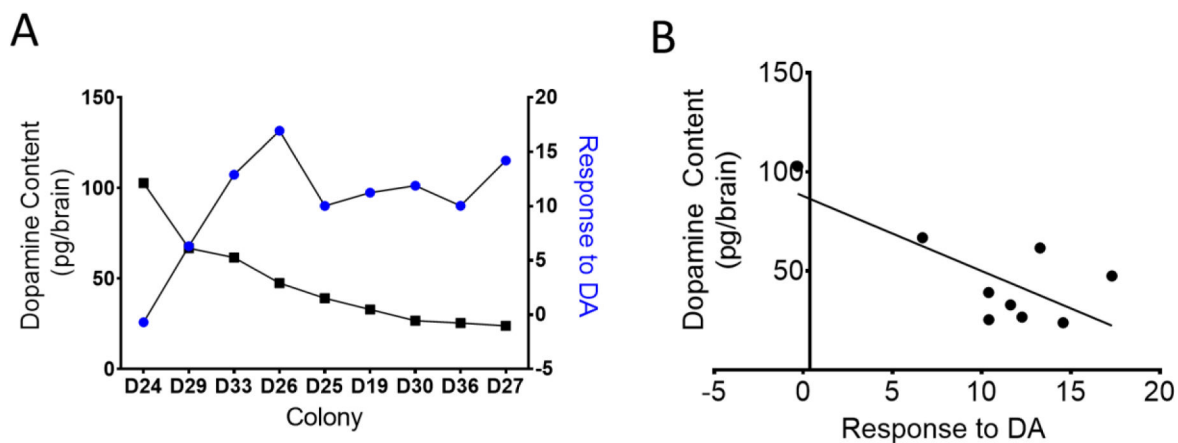 A
B
150
100
50
0
Dopamine Content
(pg/brain)
20
15
10
5
0
-5
Response to DA
D24 D29 D33 D26 D25 D19 D30 D36 D27
Colony
150
100
50
Dopamine Content
(pg/brain)
-5 0 5 10 15 20
Response to DA